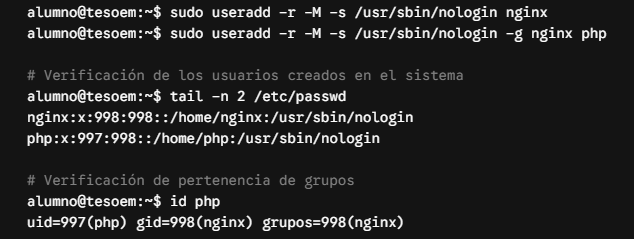 alumno@tesoem:~$ sudo useradd -r -M -s /usr/sbin/nologin nginx
alumno@tesoem:~$ sudo useradd -r -M -s /usr/sbin/nologin -g nginx php
# Verificación de los usuarios creados en el sistema
alumno@tesoem:~$ tail -n 2 /etc/passwd
nginx:x:998:998::/home/nginx:/usr/sbin/nologin
php:x:997:998::/home/php:/usr/sbin/nologin
# Verificación de pertenencia de grupos
alumno@tesoem:~$ id php
uid=997(php) gid=998(nginx) grupos=998(nginx)